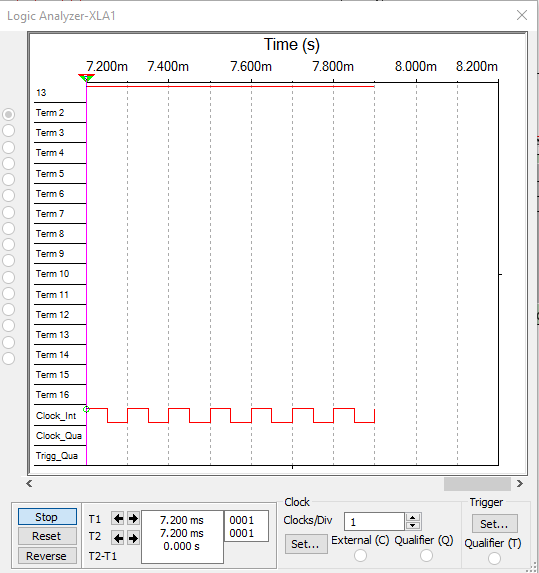 Logic Analyzer-XLA1
Time (s)
7.200m 7.400m 7.600m 7.800m 8.000m 8.200m
13
Term 2
Term 3
Term 4
Term 5
Term 6
Term 7
Term 8
Term 9
Term 10
Term 11
Term 12
Term 13
Term 14
Term 15
Term 16
Clock_Int
Clock_Qua
Trigg_Qua
Stop
Reset
Reverse
T1 7.200 ms 0001
T2 7.200 ms 0001
T2-T1 0.000 s
Clock
Clocks/Div 1
Set... External (C) Qualifier (Q)
Trigger
Set...
Qualifier (T)